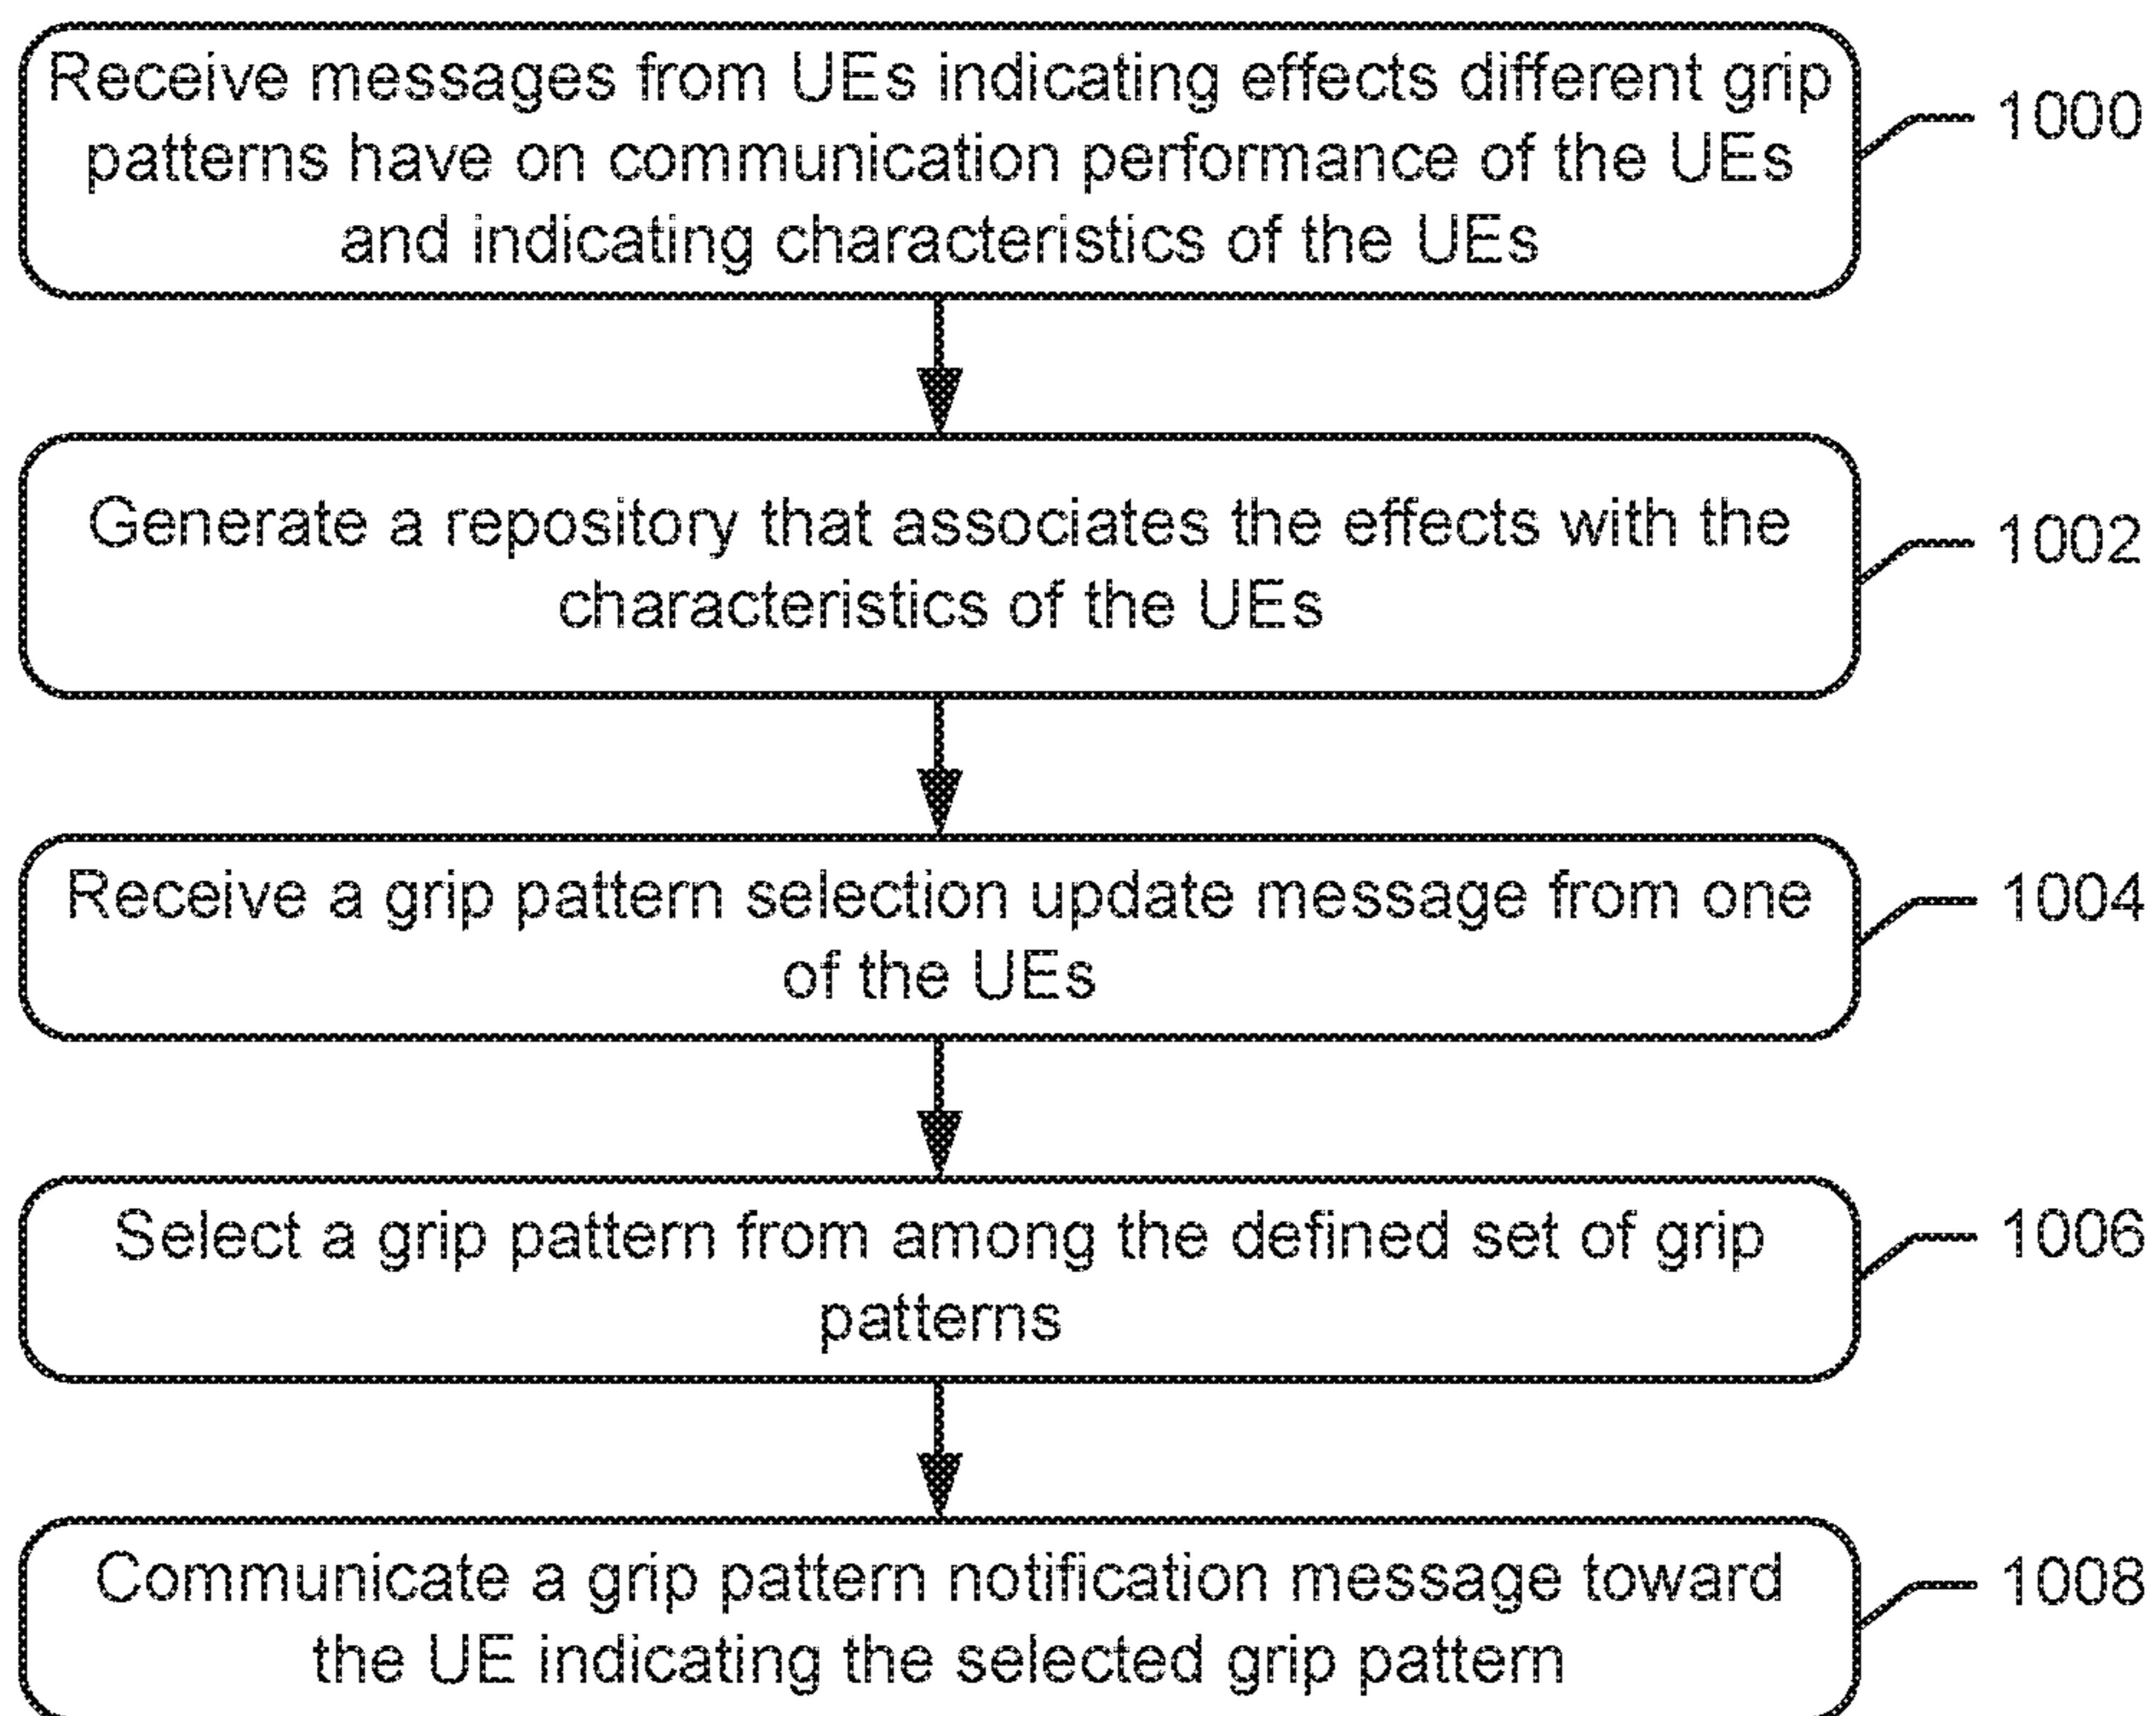 Receive messages from UEs indicating effects different grip
patterns have on communication performance of the UEs
and indicating characteristics of the UEs
1000
Generate a repository that associates the effects with the
characteristics of the UEs
1002
Receive a grip pattern selection update message from one
of the UEs
1004
Select a grip pattern from among the defined set of grip
patterns
1006
Communicate a grip pattern notification message toward
the UE indicating the selected grip pattern
1008